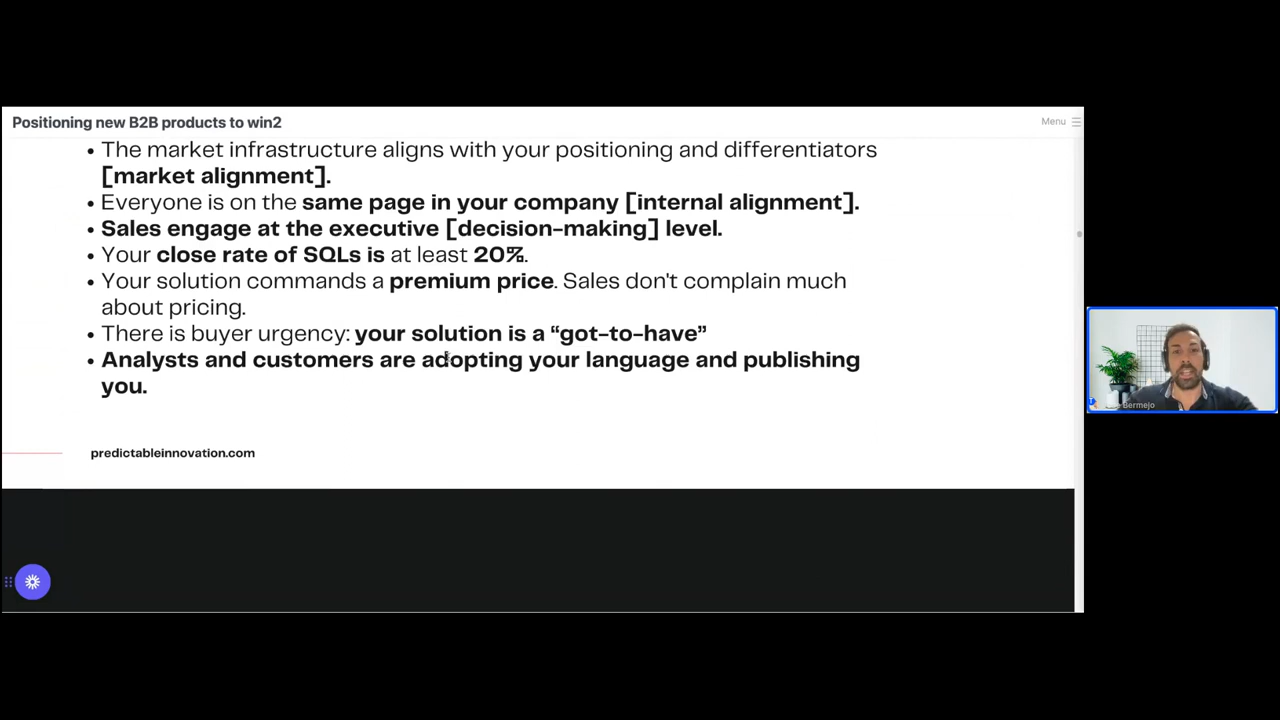 Positioning new B2B products to win2
Menu
• The market infrastructure aligns with your positioning and differentiators
[market alignment].
• Everyone is on the same page in your company [internal alignment].
• Sales engage at the executive [decision-making] level.
• Your close rate of SQLs is at least 20%.
• Your solution commands a premium price. Sales don't complain much
about pricing.
• There is buyer urgency: your solution is a “got-to-have”
• Analysts and customers are adopting your language and publishing
you.
predictableinnovation.com
Bermejo